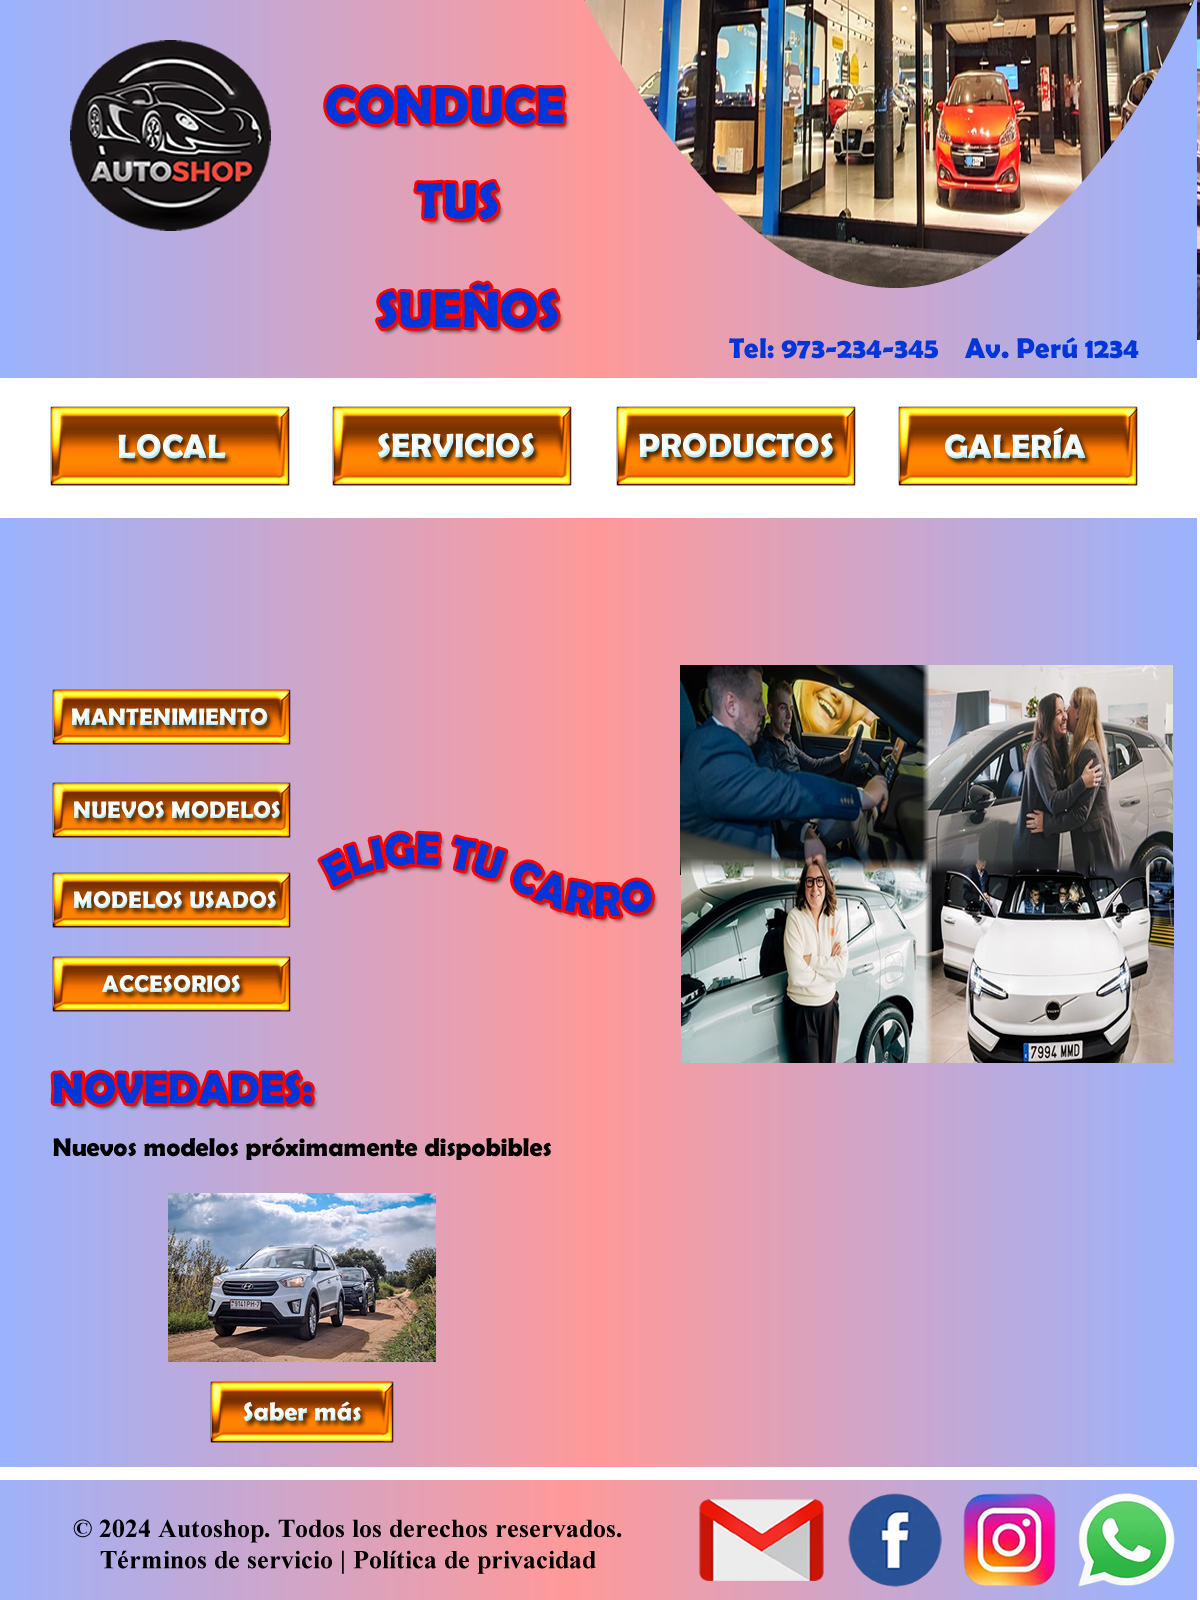 AUTOSHOP
CONDUCE
TUS
SUEÑOS
Tel: 973-234-345 Av. Perú 1234
LOCAL
SERVICIOS
PRODUCTOS
GALERÍA
MANTENIMIENTO
NUEVOS MODELOS
MODELOS USADOS
ACCESORIOS
ELIGE TU CARRO
7994 MMD
NOVEDADES:
Nuevos modelos próximamente dispobibles
Saber más
© 2024 Autoshop. Todos los derechos reservados.
Términos de servicio | Política de privacidad